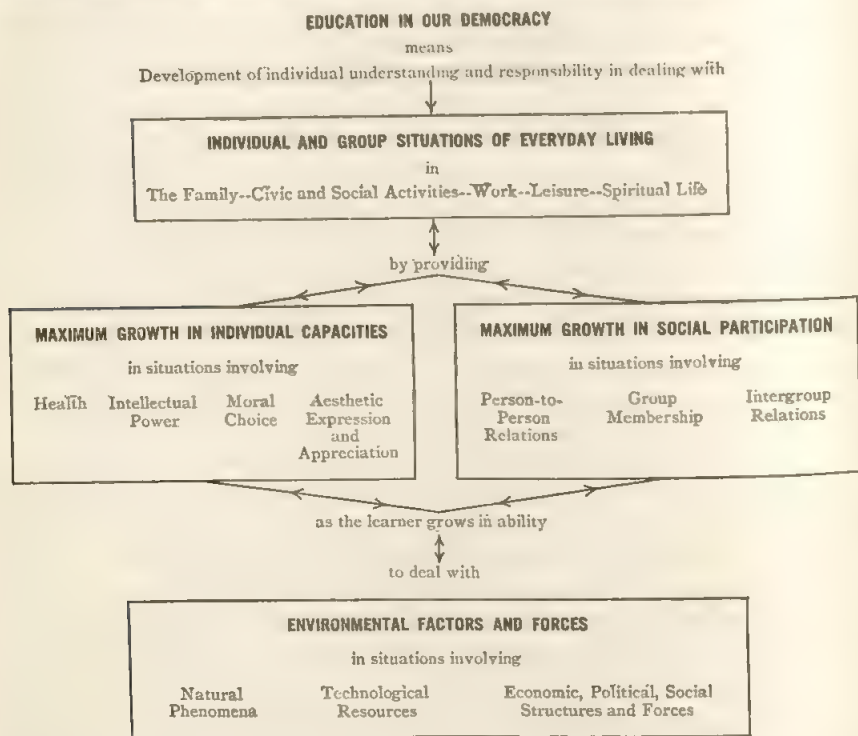 EDUCATION IN OUR DEMOCRACY
means
Development of individual understanding and responsibility in dealing with
INDIVIDUAL AND GROUP SITUATIONS OF EVERYDAY LIVING
in
The Family--Civic and Social Activities--Work--Leisure--Spiritual Life
by providing
MAXIMUM GROWTH IN INDIVIDUAL CAPACITIES
in situations involving
Health
Intellectual
Power
Moral
Choice
Aesthetic
Expression
and
Appreciation
MAXIMUM GROWTH IN SOCIAL PARTICIPATION
in situations involving
Person-to-
Person
Relations
Group
Membership
Intergroup
Relations
as the learner grows in ability
to deal with
ENVIRONMENTAL FACTORS AND FORCES
in situations involving
Natural
Phenomena
Technological
Resources
Economic, Political, Social
Structures and Forces